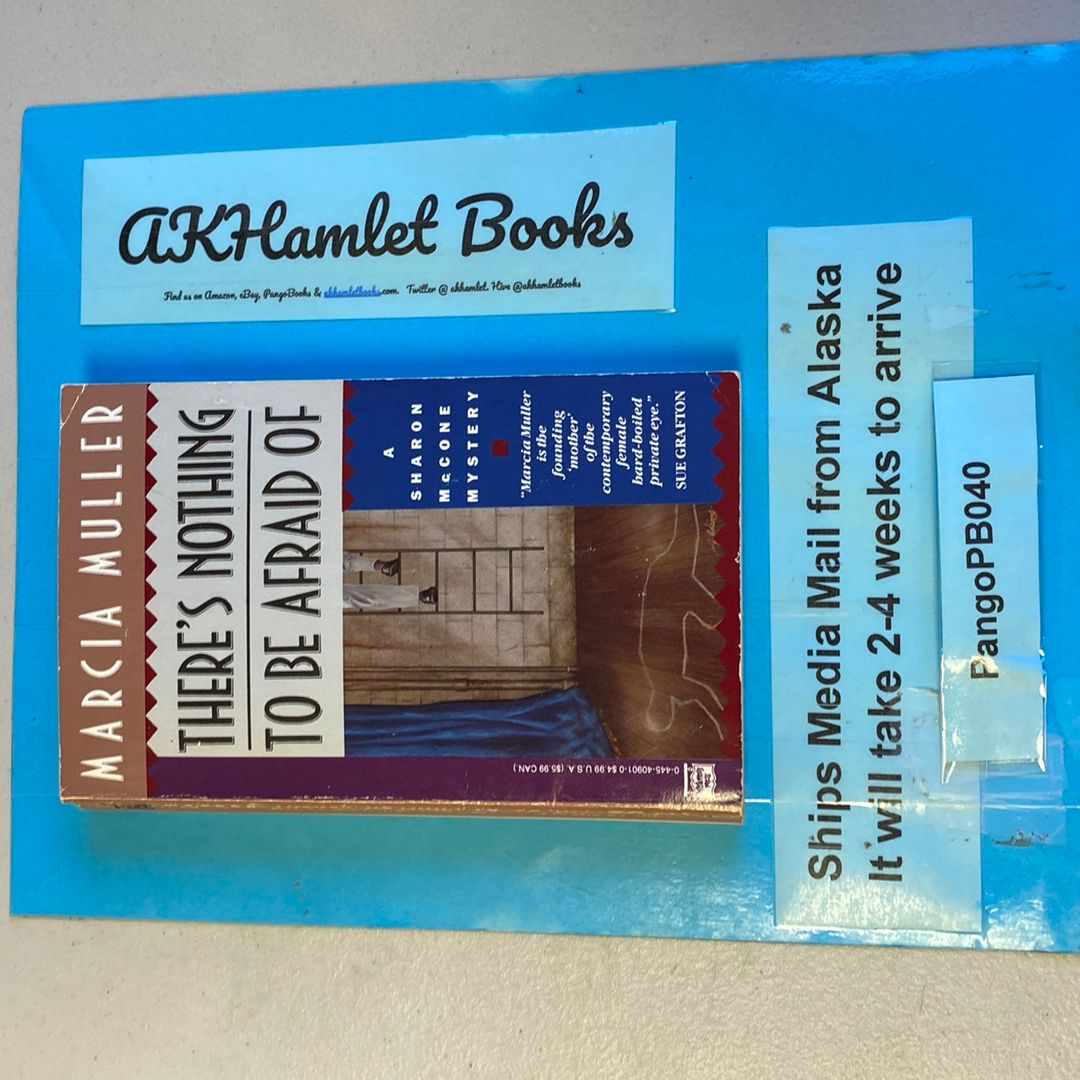 AKHamlet Books
Find us on Amazon, eBay, PangoBooks & akhamletbooks.com. Twitter @ akhamlet. Hive @akhamletbooks
MARCIA MULLER
THERE'S NOTHING
TO BE AFRAID OF
A
SHARON
McCONE
MYSTERY
"Marcia Muller
is the
founding
'mother'
of the
contemporary
female
hard-boiled
private eye."
SUE GRAFTON
0-445-40901-0·$4.99 U.S.A. ($5.99 CAN.)
Ships Media Mail from Alaska
It will take 2-4 weeks to arrive
PangoPB040